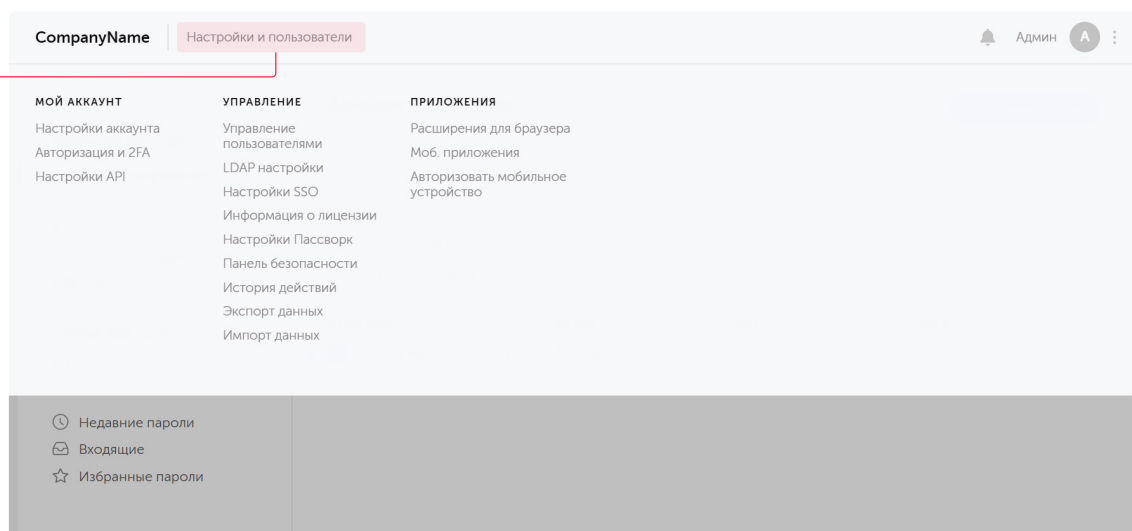 CompanyName
Настройки и пользователи
Админ
А
МОЙ АККАУНТ
Настройки аккаунта
Авторизация и 2FA
Настройки API
УПРАВЛЕНИЕ
Управление
пользователями
LDAP настройки
Настройки SSO
Информация о лицензии
Настройки Пассворк
Панель безопасности
История действий
Экспорт данных
Импорт данных
ПРИЛОЖЕНИЯ
Расширения для браузера
Моб. приложения
Авторизовать мобильное
устройство
Недавние пароли
Входящие
Избранные пароли